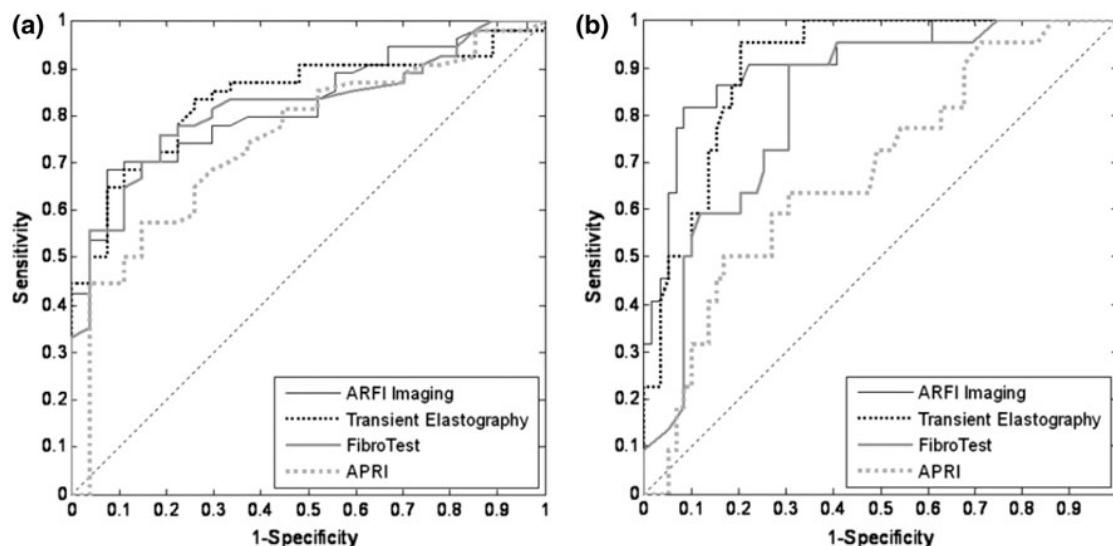 (a)
1
0.9
0.8
0.7
0.6
0.5
0.4
0.3
0.2
0.1
0
Sensitivity
ARFI Imaging
Transient Elastography
FibroTest
APRI
0 0.1 0.2 0.3 0.4 0.5 0.6 0.7 0.8 0.9 1
1-Specificity
(b)
1
0.9
0.8
0.7
0.6
0.5
0.4
0.3
0.2
0.1
0
Sensitivity
ARFI Imaging
Transient Elastography
FibroTest
APRI
0 0.1 0.2 0.3 0.4 0.5 0.6 0.7 0.8 0.9
1-Specificity